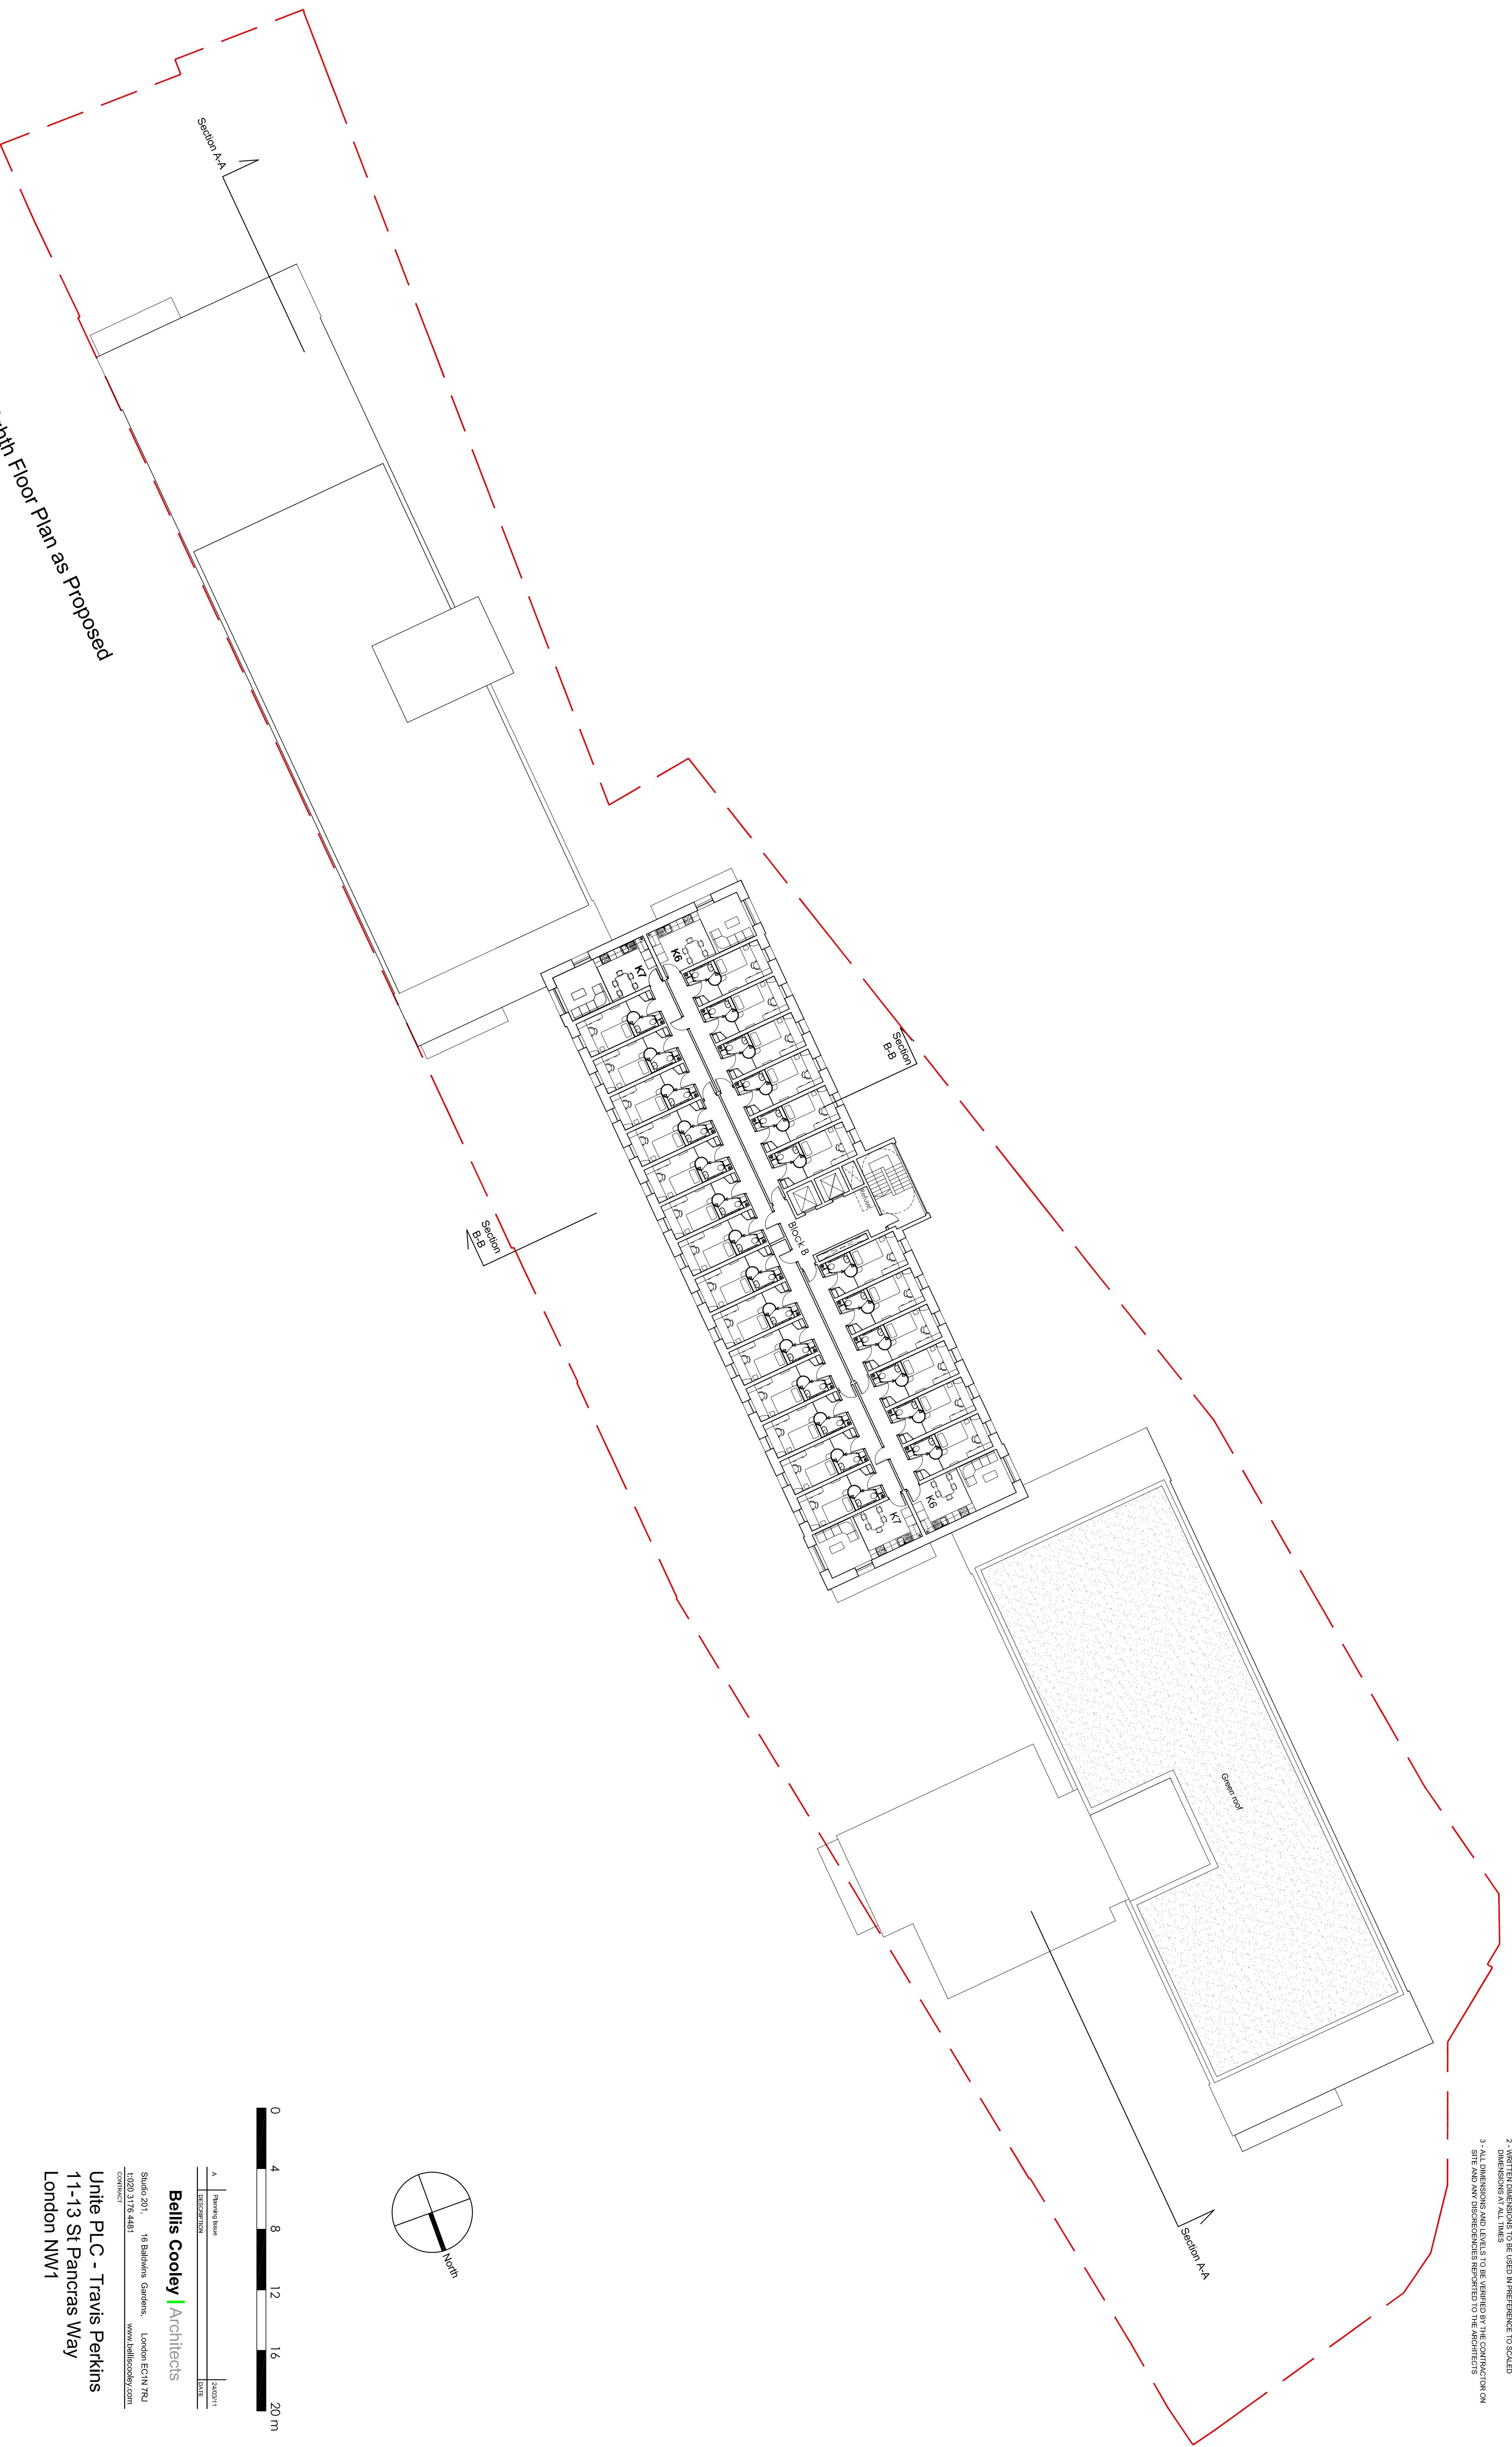 2 - WRITTEN DIMENSIONS TO BE USED IN PREFERENCE TO SCALED
DIMENSIONS AT ALL TIMES
3 - ALL DIMENSIONS AND LEVELS TO BE VERIFIED BY THE CONTRACTOR ON
SITE AND ANY DISCREOENCIES REPORTED TO THE ARCHITECTS
Section A-A
Section
B-B
K6
K7
Block B
Refuse
K6
K7
Section
B-B
Green roof
Section A-A
Floor Plan as Proposed
North
0 4 8 12 16 20 m
A Planning Issue 24/03/11
DESCRIPTION DATE
Bellis Cooley | Architects
Studio 201, 16 Baldwins Gardens, London EC1N 7RJ
t:020 3176 4481 www.belliscooley.com
CONTRACT
Unite PLC - Travis Perkins
11-13 St Pancras Way
London NW1